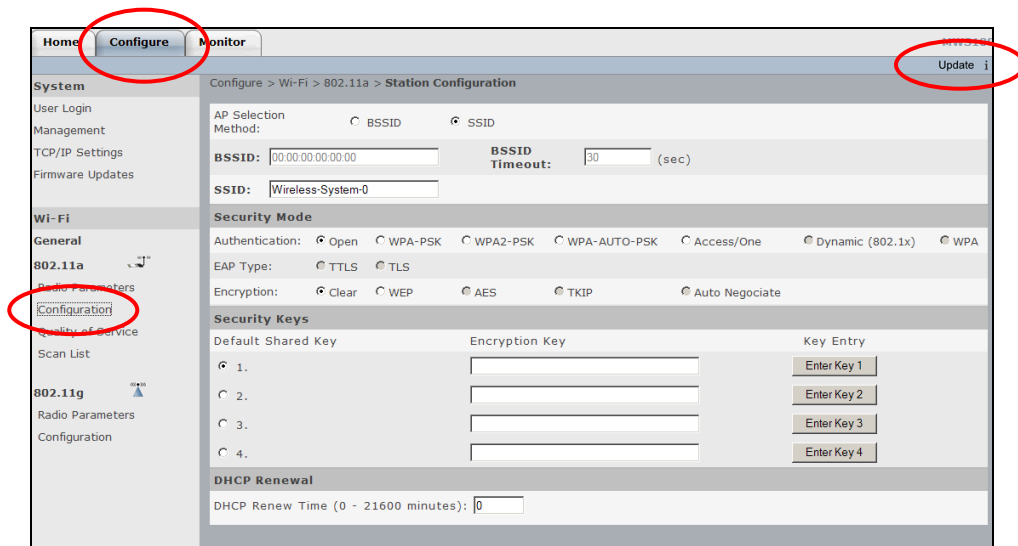 Home Configure Monitor
Update i
System
User Login
Management
TCP/IP Settings
Firmware Updates
Wi-Fi
General
802.11a
Radio Parameters
Configuration
Quality of Service
Scan List
802.11g
Radio Parameters
Configuration
Configure > Wi-Fi > 802.11a > Station Configuration
AP Selection
Method: BSSID SSID
BSSID: 00:00:00:00:00:00 BSSID
Timeout: 30 (sec)
SSID: Wireless-System-0
Security Mode
Authentication: Open WPA-PSK WPA2-PSK WPA-AUTO-PSK Access/One Dynamic (802.1x) WPA
EAP Type: TTLS TLS
Encryption: Clear WEP AES TKIP Auto Negociate
Security Keys
Default Shared Key Encryption Key Key Entry
1. Enter Key 1
2. Enter Key 2
3. Enter Key 3
4. Enter Key 4
DHCP Renewal
DHCP Renew Time (0 - 21600 minutes): 0